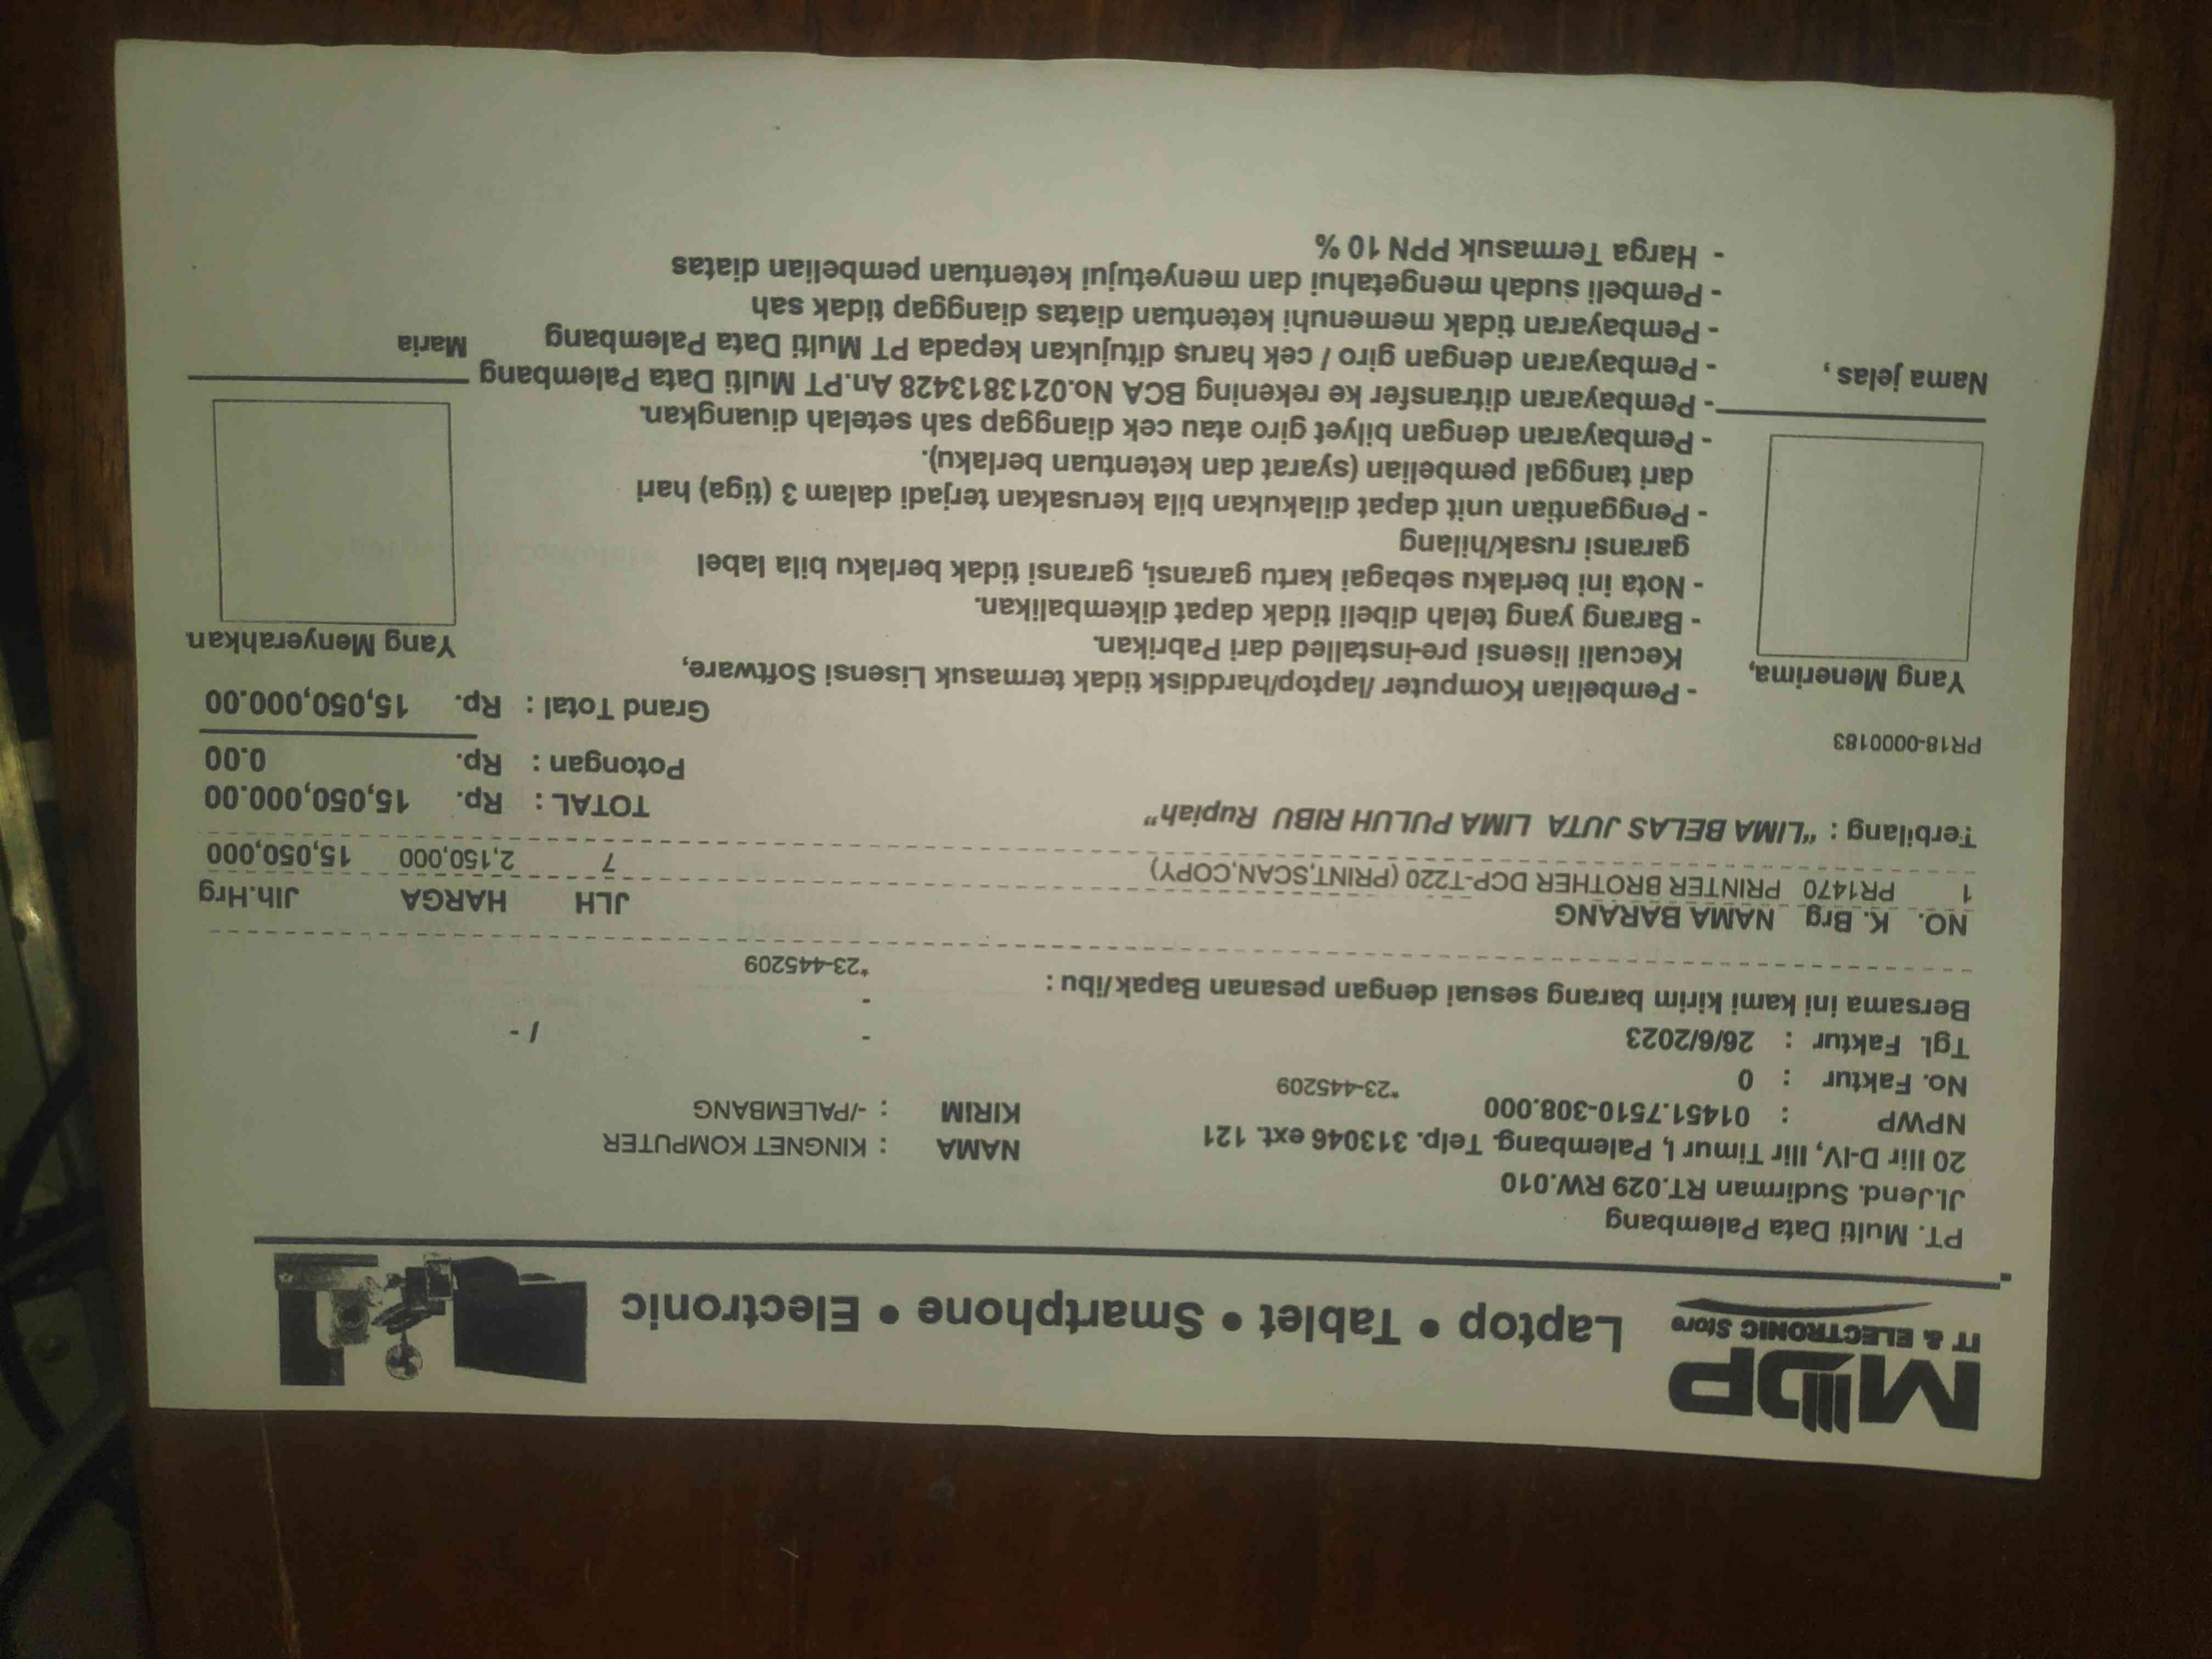 MDP
IT & ELECTRONIC Store
Laptop • Tablet • Smartphone • Electronic
PT. Multi Data Palembang
Jl.Jend. Sudirman RT.029 RW.010
20 Ilir D-IV, Ilir Timur I, Palembang. Telp. 313046 ext. 121
NPWP : 01451.7510-308.000
No. Faktur : 0
*23-445209
Tgl. Faktur : 26/6/2023
NAMA : KINGNET KOMPUTER
KIRIM : -/PALEMBANG
-
/ -
-
*23-445209
Bersama ini kami kirim barang sesuai dengan pesanan Bapak/ibu :
NO. K. Brg NAMA BARANG JLH HARGA Jlh.Hrg
1 PR1470 PRINTER BROTHER DCP-T220 (PRINT,SCAN,COPY) 7 2,150,000 15,050,000
Terbilang : "LIMA BELAS JUTA LIMA PULUH RIBU Rupiah"
TOTAL : Rp. 15,050,000.00
Potongan : Rp. 0.00
Grand Total : Rp. 15,050,000.00
PR18-0000183
Yang Menerima,
Nama jelas ,
- Pembelian Komputer /laptop/harddisk tidak termasuk Lisensi Software,
Kecuali lisensi pre-installed dari Pabrikan.
- Barang yang telah dibeli tidak dapat dikembalikan.
- Nota ini berlaku sebagai kartu garansi, garansi tidak berlaku bila label
garansi rusak/hilang
- Penggantian unit dapat dilakukan bila kerusakan terjadi dalam 3 (tiga) hari
dari tanggal pembelian (syarat dan ketentuan berlaku).
- Pembayaran dengan bilyet giro atau cek dianggap sah setelah diuangkan.
- Pembayaran ditransfer ke rekening BCA No.0213813428 An.PT Multi Data Palembang
- Pembayaran dengan giro / cek harus ditujukan kepada PT Multi Data Palembang
- Pembayaran tidak memenuhi ketentuan diatas dianggap tidak sah
- Pembeli sudah mengetahui dan menyetujui ketentuan pembelian diatas
- Harga Termasuk PPN 10 %
Yang Menyerahkan
Maria